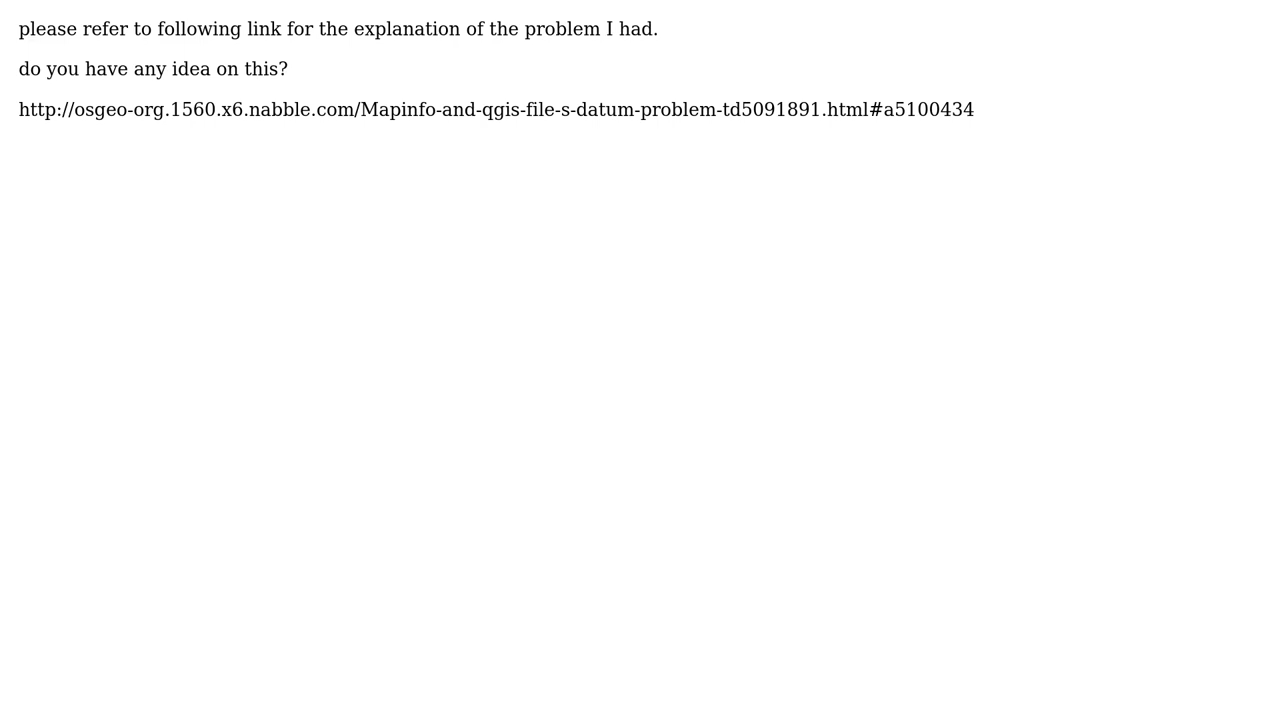 please refer to following link for the explanation of the problem I had.
do you have any idea on this?
http://osgeo-org.1560.x6.nabble.com/Mapinfo-and-qgis-file-s-datum-problem-td5091891.html#a5100434